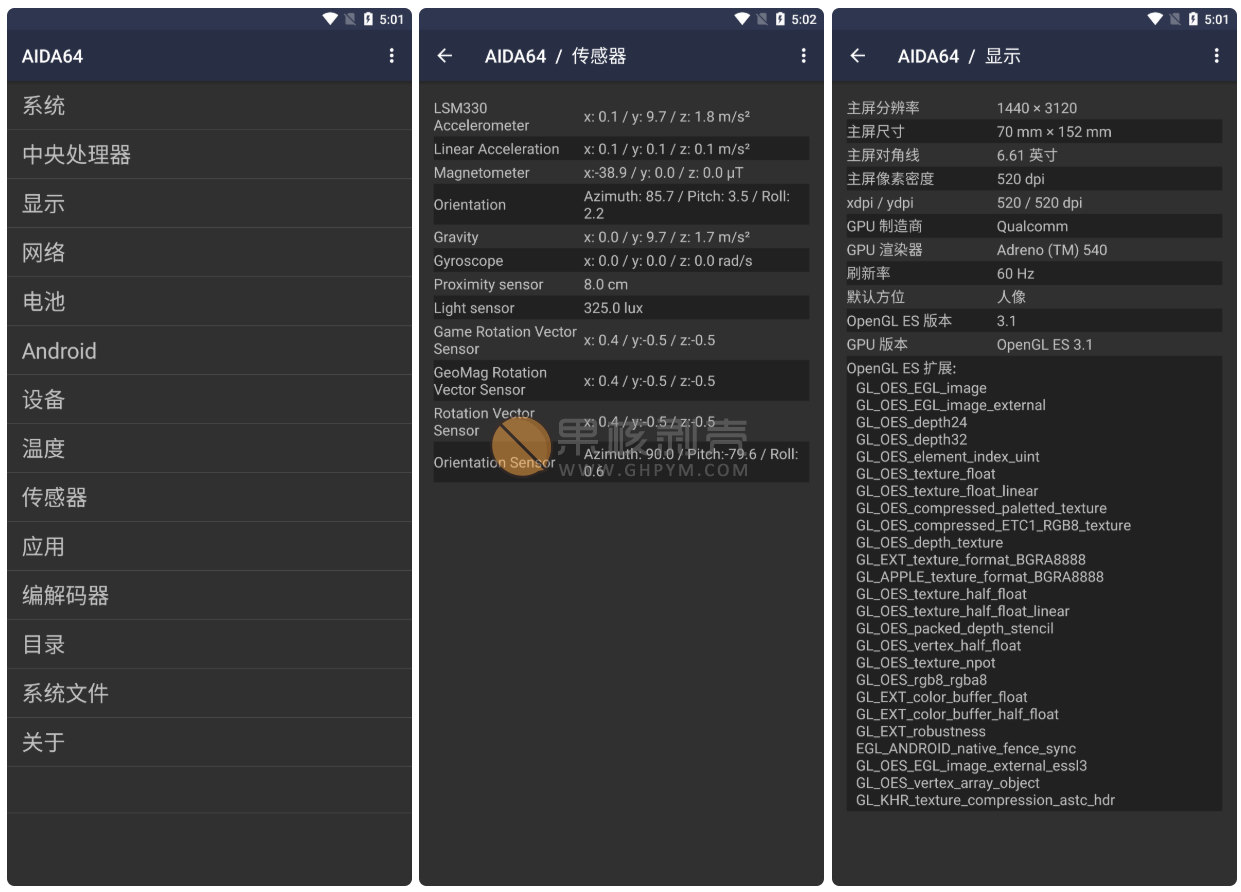 5:01
AIDA64
系统
中央处理器
显示
网络
电池
Android
设备
温度
传感器
应用
编解码器
目录
系统文件
关于
5:02
AIDA64 / 传感器
LSM330
Accelerometer
x: 0.1 / y: 9.7 / z: 1.8 m/s²
Linear Acceleration x: 0.1 / y: 0.1 / z: 0.1 m/s²
Magnetometer x:-38.9 / y: 0.0 / z: 0.0 μT
Orientation
Azimuth: 85.7 / Pitch: 3.5 / Roll:
2.2
Gravity x: 0.0 / y: 9.7 / z: 1.7 m/s²
Gyroscope x: 0.0 / y: 0.0 / z: 0.0 rad/s
Proximity sensor 8.0 cm
Light sensor 325.0 lux
Game Rotation Vector
Sensor
x: 0.4 / y:-0.5 / z:-0.5
GeoMag Rotation
Vector Sensor
x: 0.4 / y:-0.5 / z:-0.5
Rotation Vector
Sensor
x: 0.4 / y:-0.5 / z:-0.5
Orientation Sensor
Azimuth: 90.0 / Pitch:-79.6 / Roll:
0.6
果核剥壳
WWW.GHPYM.COM
5:01
AIDA64 / 显示
主屏分辨率 1440 × 3120
主屏尺寸 70 mm × 152 mm
主屏对角线 6.61 英寸
主屏像素密度 520 dpi
xdpi / ydpi 520 / 520 dpi
GPU 制造商 Qualcomm
GPU 渲染器 Adreno (TM) 540
刷新率 60 Hz
默认方位 人像
OpenGL ES 版本 3.1
GPU 版本 OpenGL ES 3.1
OpenGL ES 扩展:
GL_OES_EGL_image
GL_OES_EGL_image_external
GL_OES_depth24
GL_OES_depth32
GL_OES_element_index_uint
GL_OES_texture_float
GL_OES_texture_float_linear
GL_OES_compressed_paletted_texture
GL_OES_compressed_ETC1_RGB8_texture
GL_OES_depth_texture
GL_EXT_texture_format_BGRA8888
GL_APPLE_texture_format_BGRA8888
GL_OES_texture_half_float
GL_OES_texture_half_float_linear
GL_OES_packed_depth_stencil
GL_OES_vertex_half_float
GL_OES_texture_npot
GL_OES_rgb8_rgba8
GL_EXT_color_buffer_float
GL_EXT_color_buffer_half_float
GL_EXT_robustness
EGL_ANDROID_native_fence_sync
GL_OES_EGL_image_external_essl3
GL_OES_vertex_array_object
GL_KHR_texture_compression_astc_hdr